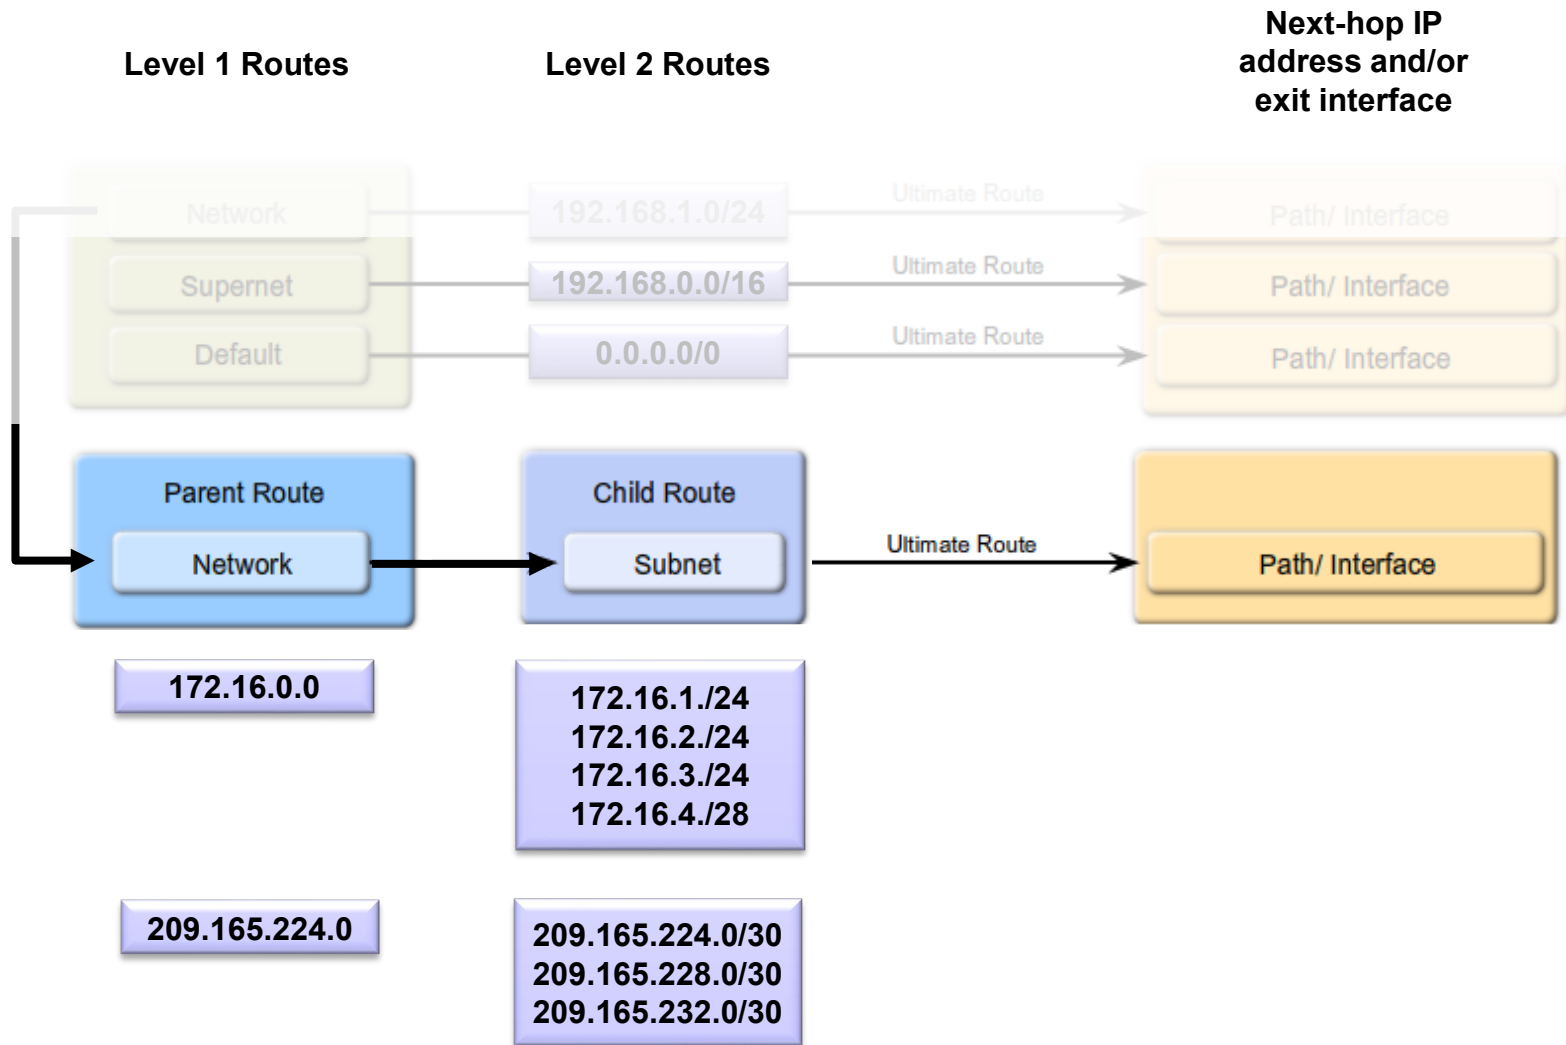 Level 1 Routes
Level 2 Routes
Next-hop IP
address and/or
exit interface
Network
192.168.1.0/24
Ultimate Route
Path/ Interface
Supernet
192.168.0.0/16
Ultimate Route
Path/ Interface
Default
0.0.0.0/0
Ultimate Route
Path/ Interface
Parent Route
Network
Child Route
Subnet
Ultimate Route
Path/ Interface
172.16.0.0
172.16.1./24
172.16.2./24
172.16.3./24
172.16.4./28
209.165.224.0
209.165.224.0/30
209.165.228.0/30
209.165.232.0/30